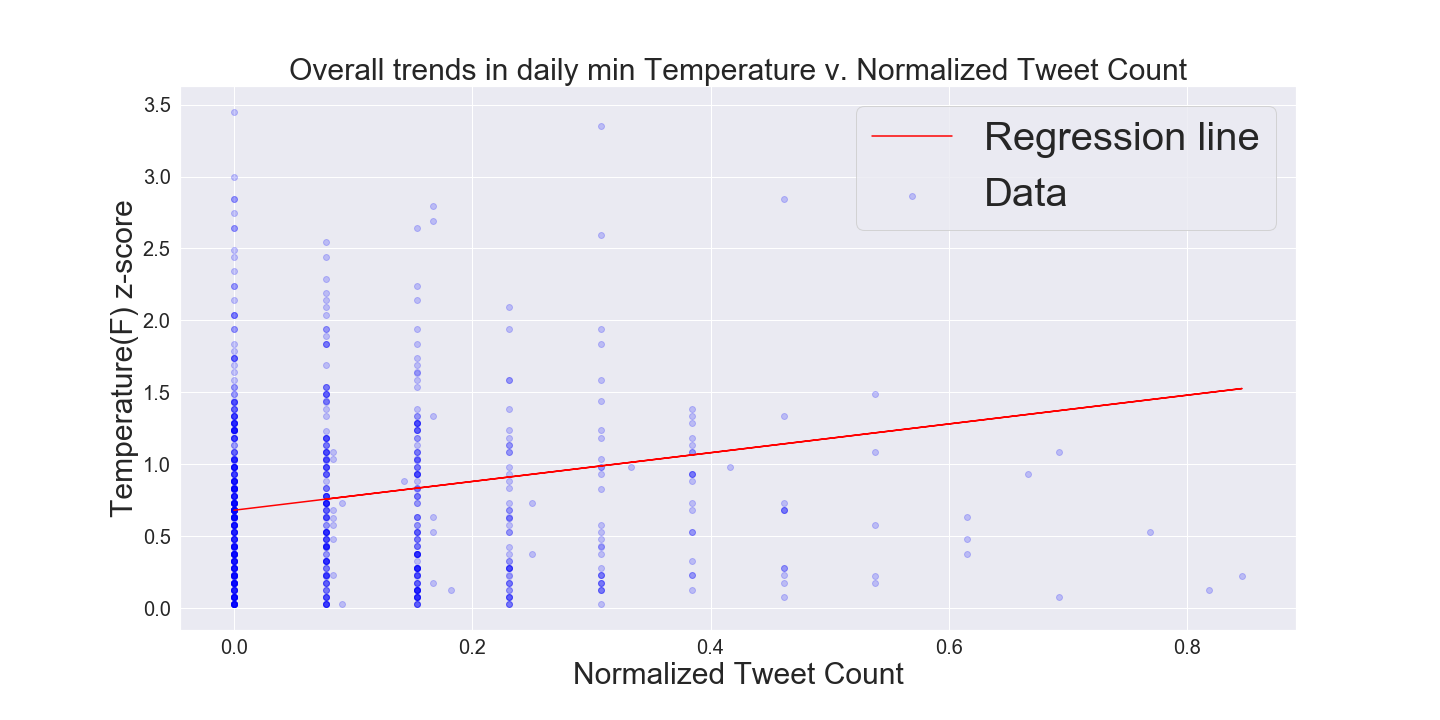 Overall trends in daily min Temperature v. Normalized Tweet Count
Regression line
Data
Temperature(F) z-score
3.5
3.0
2.5
2.0
1.5
1.0
0.5
0.0
0.0 0.2 0.4 0.6 0.8
Normalized Tweet Count